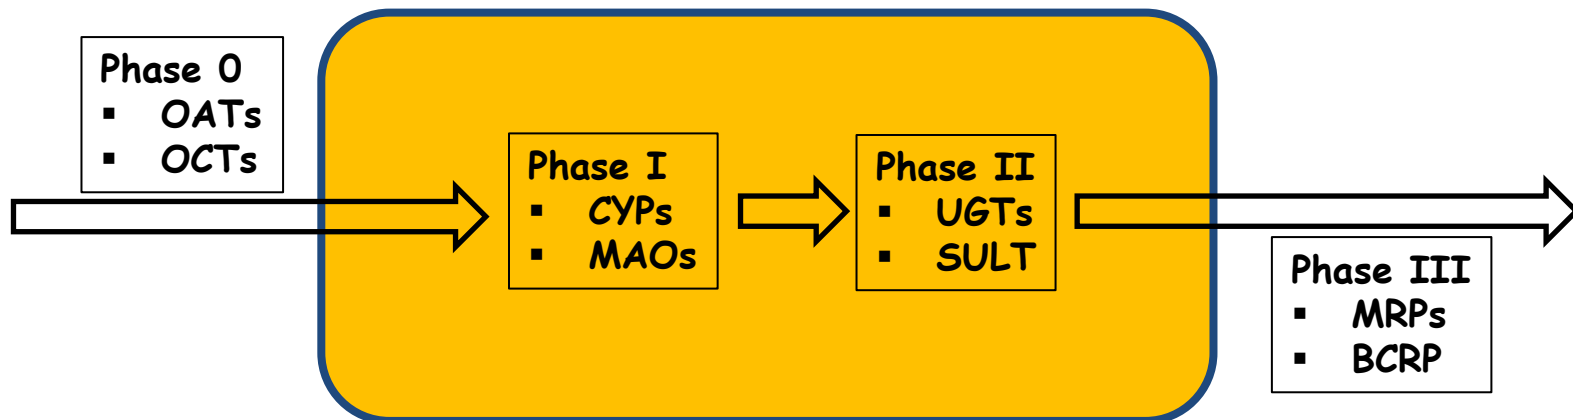 Phase 0
▪ OATs
▪ OCTs
Phase I
▪ CYPs
▪ MAOs
Phase II
▪ UGTs
▪ SULT
Phase III
▪ MRPs
▪ BCRP